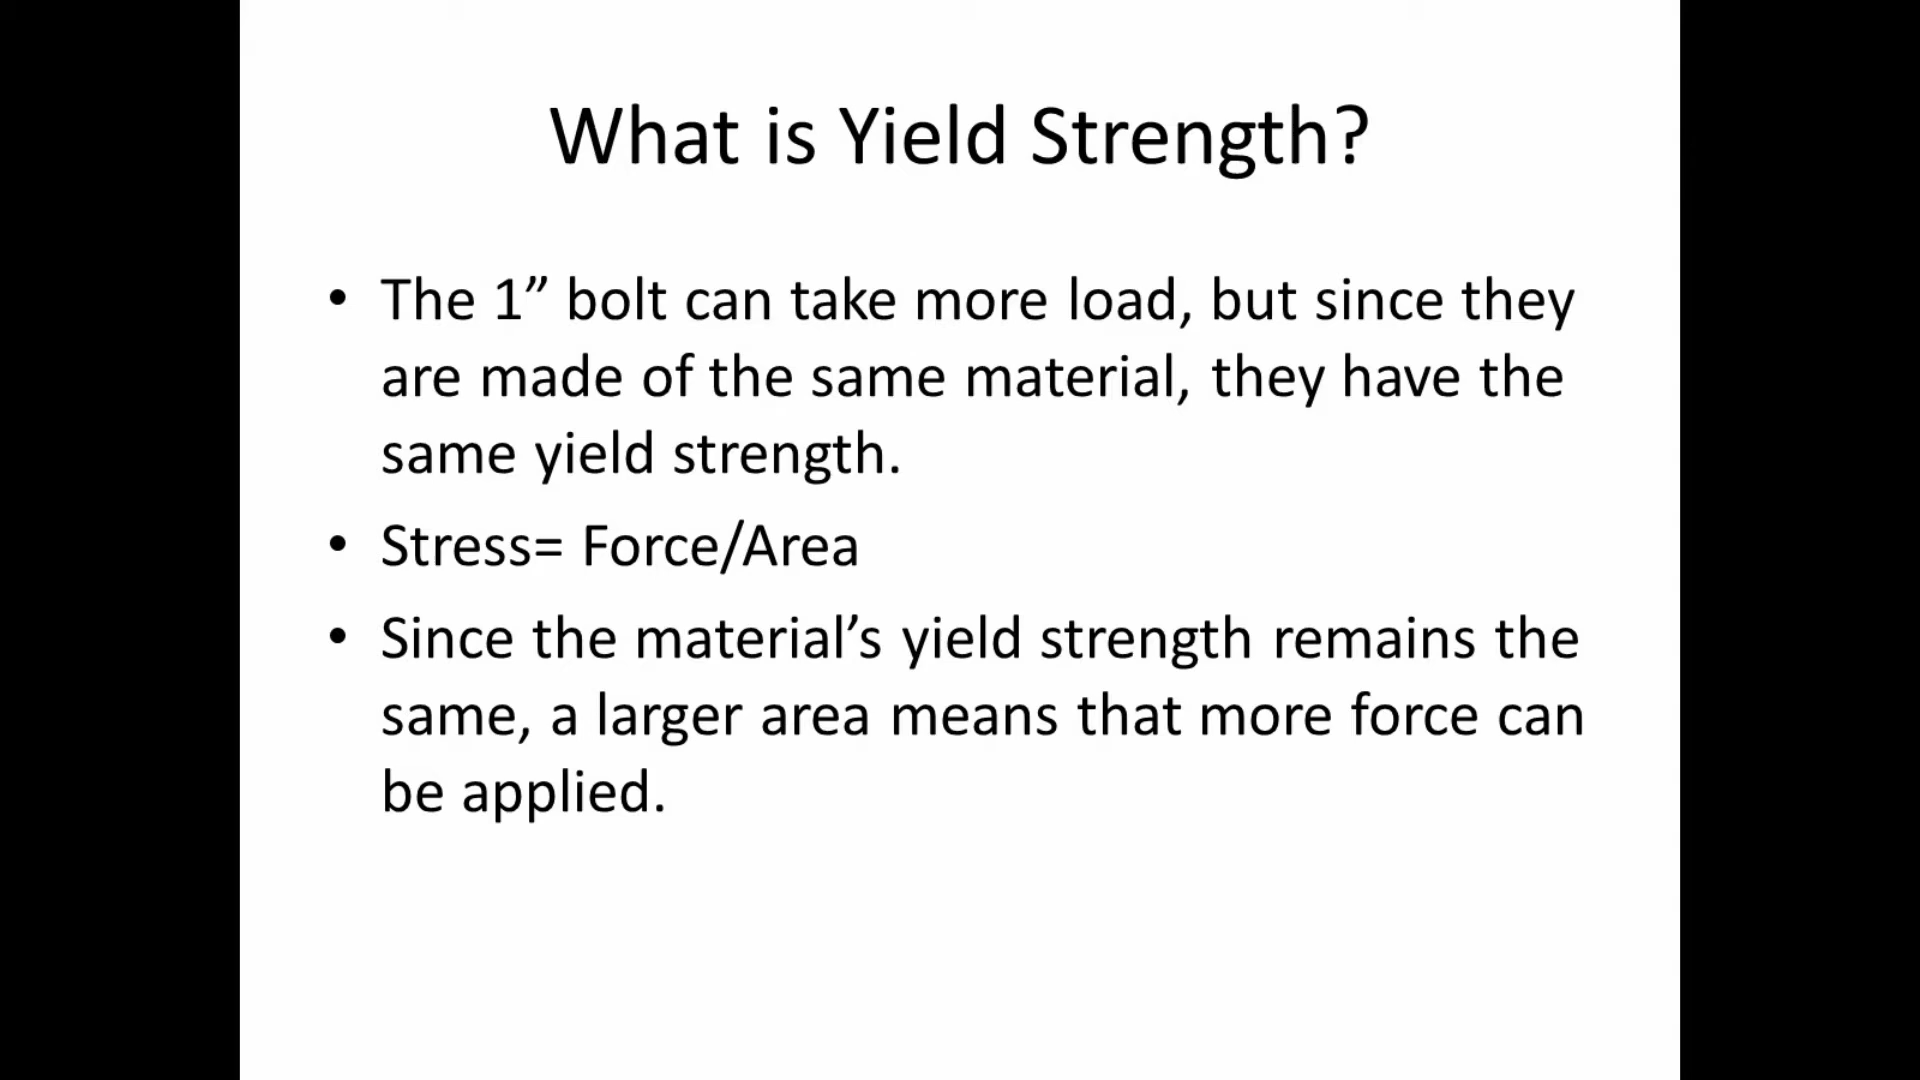 What is Yield Strength?
• The 1” bolt can take more load, but since they
are made of the same material, they have the
same yield strength.
• Stress= Force/Area
• Since the material’s yield strength remains the
same, a larger area means that more force can
be applied.